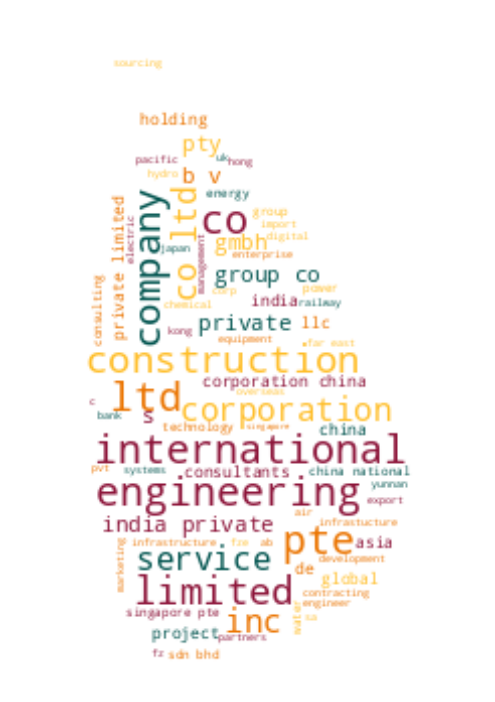 sourcing
holding
pty
pacific uk hong
hydro b v
company co ltd energy
private limited electric co group
import
management gmbh digital
japan enterprise
consulting group co
corp power
chemical india railway
kong private llc
equipment far east
construction
corporation china
ltd overseas
c corporation
bank s
technology singapore china
international
pvt systems consultants china national
yunnan
engineering export
air
india private infrastucture
pte asia
infrastructure fze ab
marketing service development
de global
limited contracting
engineer
singapore pte inc water
project partners
fz sdn bhd